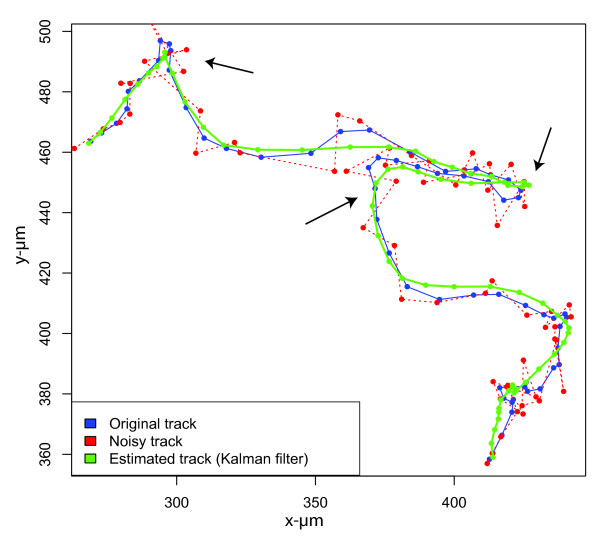 500
480
460
440
420
400
380
360
y-µm
Original track
Noisy track
Estimated track (Kalman filter)
300
350
400
x-µm